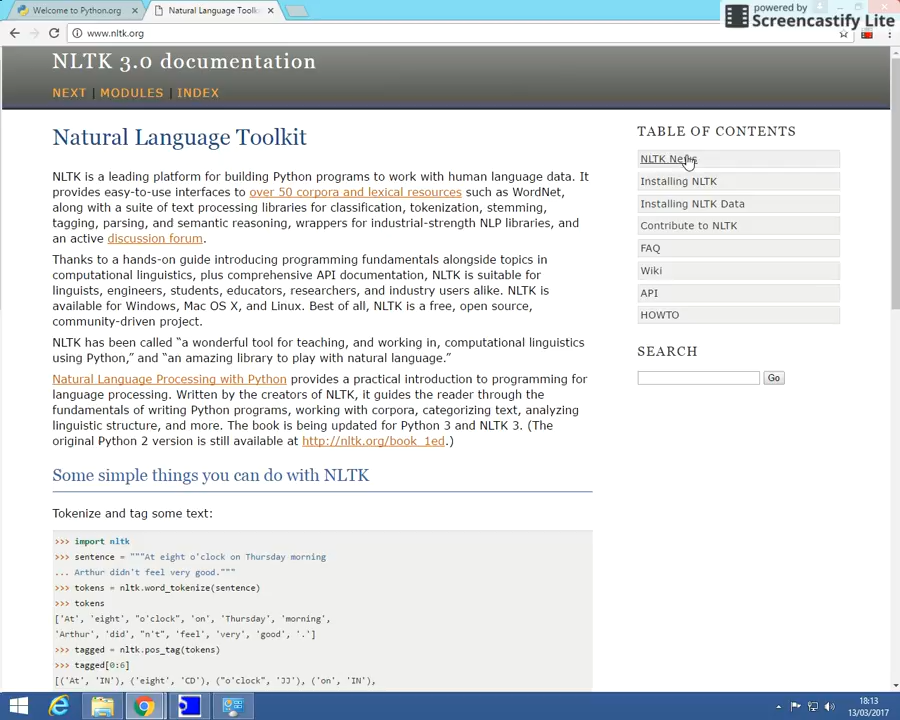 Welcome to Python.org
Natural Language Toolki
powered by
Screencastify Lite
www.nltk.org
NLTK 3.0 documentation
NEXT | MODULES | INDEX
Natural Language Toolkit
NLTK is a leading platform for building Python programs to work with human language data. It
provides easy-to-use interfaces to over 50 corpora and lexical resources such as WordNet,
along with a suite of text processing libraries for classification, tokenization, stemming,
tagging, parsing, and semantic reasoning, wrappers for industrial-strength NLP libraries, and
an active discussion forum.
Thanks to a hands-on guide introducing programming fundamentals alongside topics in
computational linguistics, plus comprehensive API documentation, NLTK is suitable for
linguists, engineers, students, educators, researchers, and industry users alike. NLTK is
available for Windows, Mac OS X, and Linux. Best of all, NLTK is a free, open source,
community-driven project.
NLTK has been called “a wonderful tool for teaching, and working in, computational linguistics
using Python,” and “an amazing library to play with natural language.”
Natural Language Processing with Python provides a practical introduction to programming for
language processing. Written by the creators of NLTK, it guides the reader through the
fundamentals of writing Python programs, working with corpora, categorizing text, analyzing
linguistic structure, and more. The book is being updated for Python 3 and NLTK 3. (The
original Python 2 version is still available at http://nltk.org/book_1ed.)
Some simple things you can do with NLTK
Tokenize and tag some text:
>>> import nltk
>>> sentence = """At eight o'clock on Thursday morning
... Arthur didn't feel very good."""
>>> tokens = nltk.word_tokenize(sentence)
>>> tokens
['At', 'eight', "o'clock", 'on', 'Thursday', 'morning',
'Arthur', 'did', "n't", 'feel', 'very', 'good', '.']
>>> tagged = nltk.pos_tag(tokens)
>>> tagged[0:6]
[('At', 'IN'), ('eight', 'CD'), ("o'clock", 'JJ'), ('on', 'IN'),
TABLE OF CONTENTS
NLTK News
Installing NLTK
Installing NLTK Data
Contribute to NLTK
FAQ
Wiki
API
HOWTO
SEARCH
Go
18:13
13/03/2017